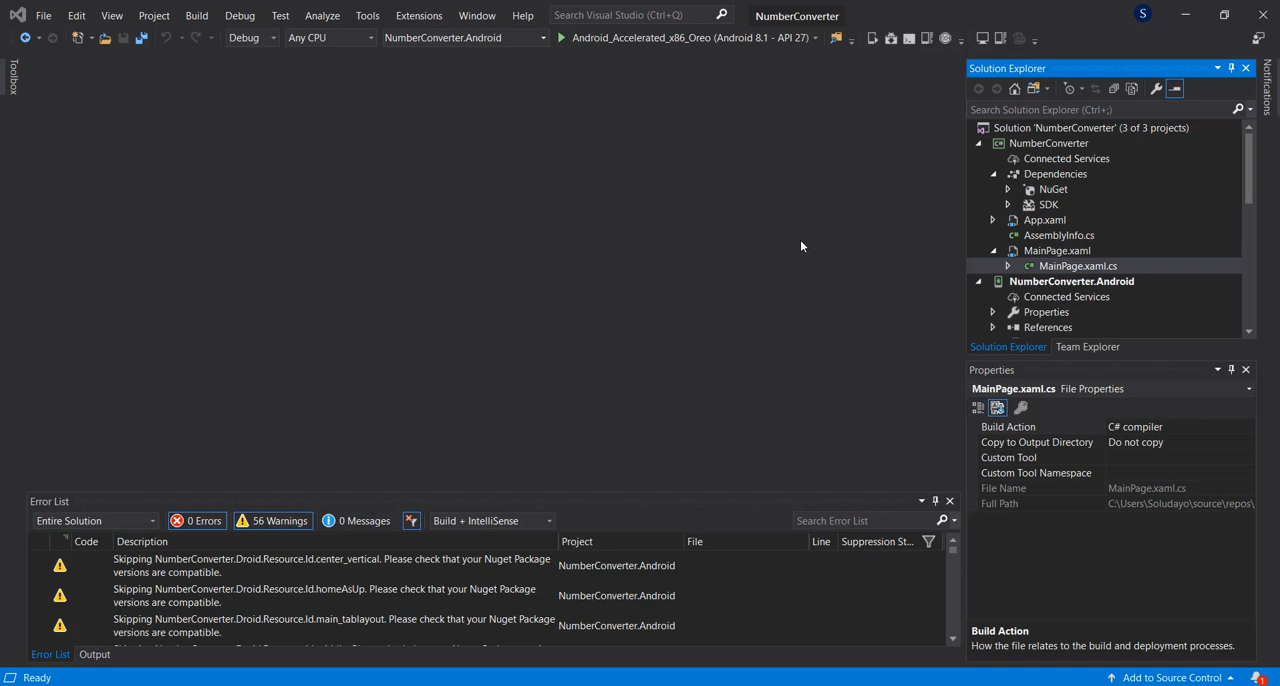 File Edit View Project Build Debug Test Analyze Tools Extensions Window Help Search Visual Studio (Ctrl+Q) NumberConverter S
Debug Any CPU NumberConverter.Android Android_Accelerated_x86_Oreo (Android 8.1 - API 27)
Toolbox
Notifications
Solution Explorer
Search Solution Explorer (Ctrl+;)
Solution 'NumberConverter' (3 of 3 projects)
NumberConverter
Connected Services
Dependencies
NuGet
SDK
App.xaml
AssemblyInfo.cs
MainPage.xaml
MainPage.xaml.cs
NumberConverter.Android
Connected Services
Properties
References
Solution Explorer Team Explorer
Properties
MainPage.xaml.cs File Properties
Build Action C# compiler
Copy to Output Directory Do not copy
Custom Tool
Custom Tool Namespace
File Name MainPage.xaml.cs
Full Path C:\Users\Soludayo\source\repos\
Build Action
How the file relates to the build and deployment processes.
Error List
Entire Solution 0 Errors 56 Warnings 0 Messages Build + IntelliSense Search Error List
Code Description Project File Line Suppression St...
Skipping NumberConverter.Droid.Resource.Id.center_vertical. Please check that your Nuget Package
versions are compatible.
NumberConverter.Android
Skipping NumberConverter.Droid.Resource.Id.homeAsUp. Please check that your Nuget Package
versions are compatible.
NumberConverter.Android
Skipping NumberConverter.Droid.Resource.Id.main_tablayout. Please check that your Nuget Package
versions are compatible.
NumberConverter.Android
Error List Output
Ready Add to Source Control 1